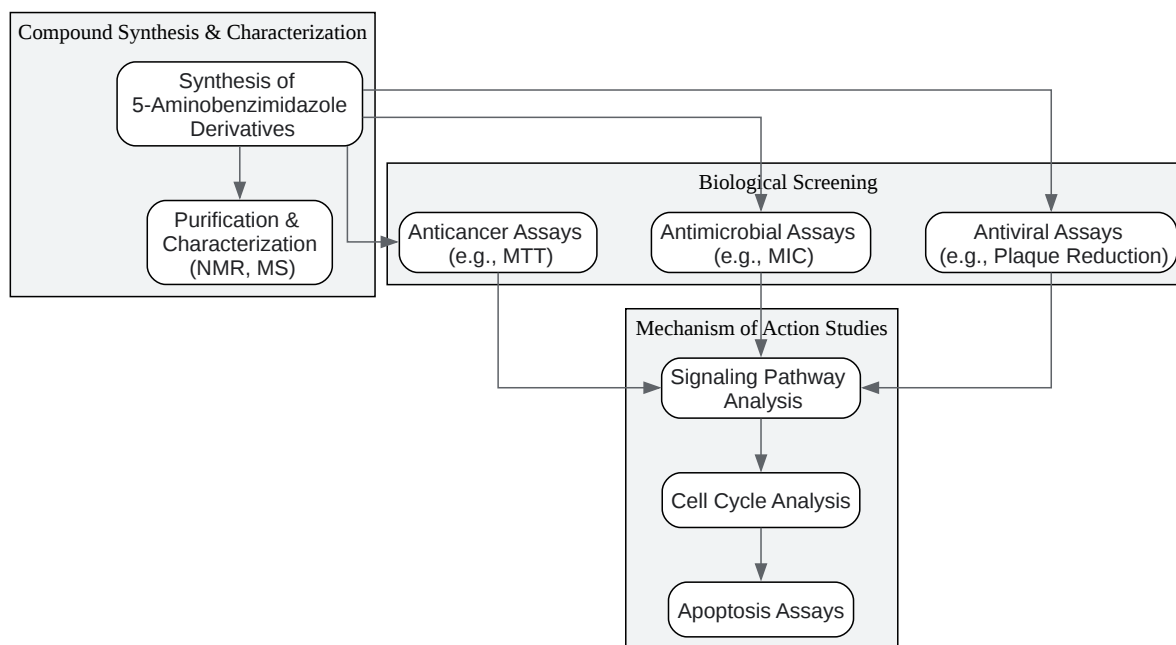 Compound Synthesis & Characterization
Synthesis of
5-Aminobenzimidazole
Derivatives
Purification &
Characterization
(NMR, MS)
Biological Screening
Anticancer Assays
(e.g., MTT)
Antimicrobial Assays
(e.g., MIC)
Antiviral Assays
(e.g., Plaque Reduction)
Mechanism of Action Studies
Signaling Pathway
Analysis
Cell Cycle Analysis
Apoptosis Assays